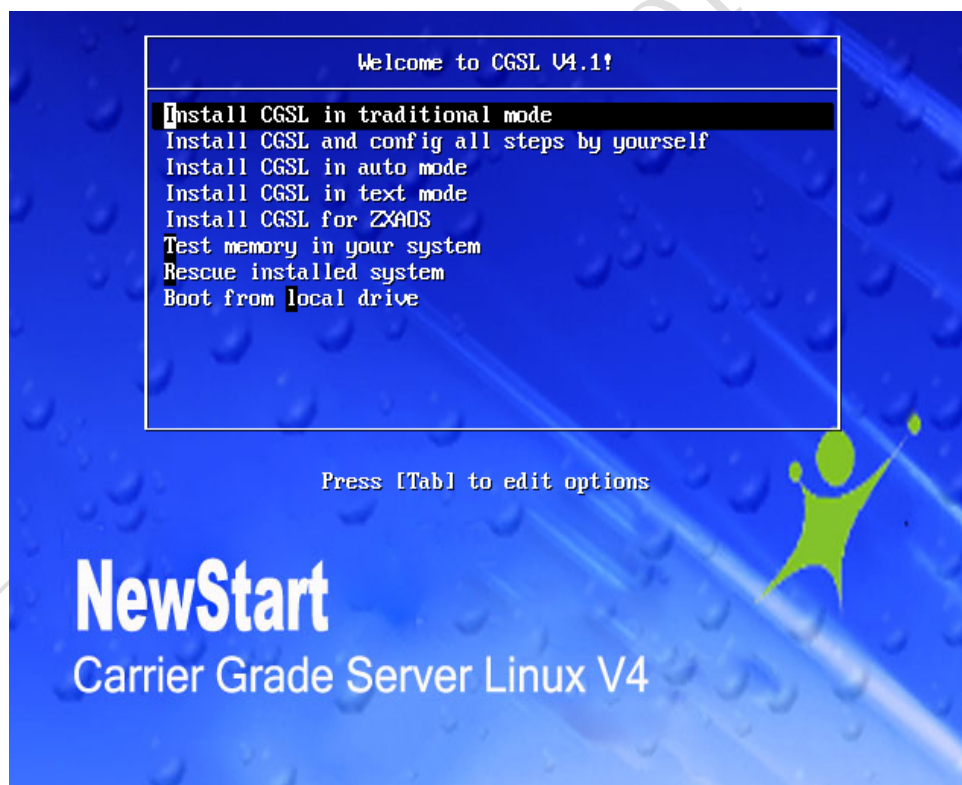 Welcome to CGSL V4.1!
Install CGSL in traditional mode
Install CGSL and config all steps by yourself
Install CGSL in auto mode
Install CGSL in text mode
Install CGSL for ZXAOS
Test memory in your system
Rescue installed system
Boot from local drive
Press [Tab] to edit options
NewStart
Carrier Grade Server Linux V4